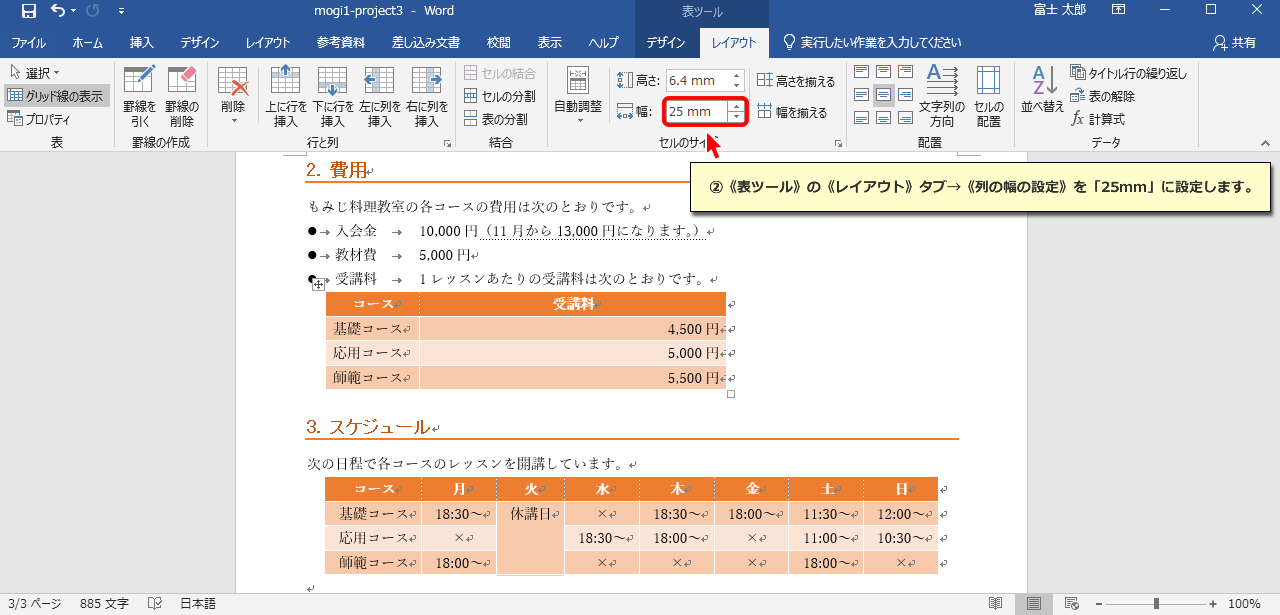 mogi1-project3 - Word
表ツール
富士 太郎
ファイル ホーム 挿入 デザイン レイアウト 参考資料 差し込み文書 校閲 表示 ヘルプ デザイン レイアウト 実行したい作業を入力してください 共有
選択
グリッド線の表示
プロパティ
表
罫線を引く
罫線の削除
罫線の作成
削除
上に行を挿入
下に行を挿入
左に列を挿入
右に列を挿入
行と列
セルの結合
セルの分割
表の分割
結合
自動調整
高さ: 6.4 mm
幅: 25 mm
高さを揃える
幅を揃える
セルのサイ
文字列の方向
セルの配置
配置
並べ替え
タイトル行の繰り返し
表の解除
計算式
データ
②《表ツール》の《レイアウト》タブ→《列の幅の設定》を「25mm」に設定します。
2. 費用
もみじ料理教室の各コースの費用は次のとおりです。
● → 入会金 → 10,000 円（11 月から 13,000 円になります。）
● → 教材費 → 5,000 円
● → 受講料 → 1 レッスンあたりの受講料は次のとおりです。
コース 受講料
基礎コース 4,500 円
応用コース 5,000 円
師範コース 5,500 円
3. スケジュール
次の日程で各コースのレッスンを開講しています。
コース 月 火 水 木 金 土 日
基礎コース 18:30～ 休講日 × 18:30～ 18:00～ 11:30～ 12:00～
応用コース × 18:30～ 18:00～ × 11:00～ 10:30～
師範コース 18:00～ × × × 18:00～ ×
3/3 ページ 885 文字 日本語 100%